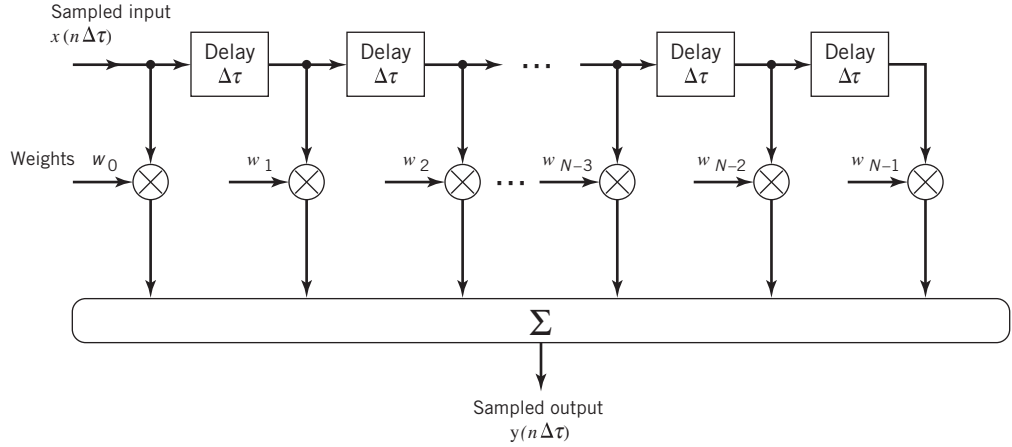 Sampled input
x(nΔτ)
Delay
Δτ
Delay
Δτ
...
Delay
Δτ
Delay
Δτ
Weights w0
w1
w2
...
wN–3
wN–2
wN–1
Σ
Sampled output
y(nΔτ)